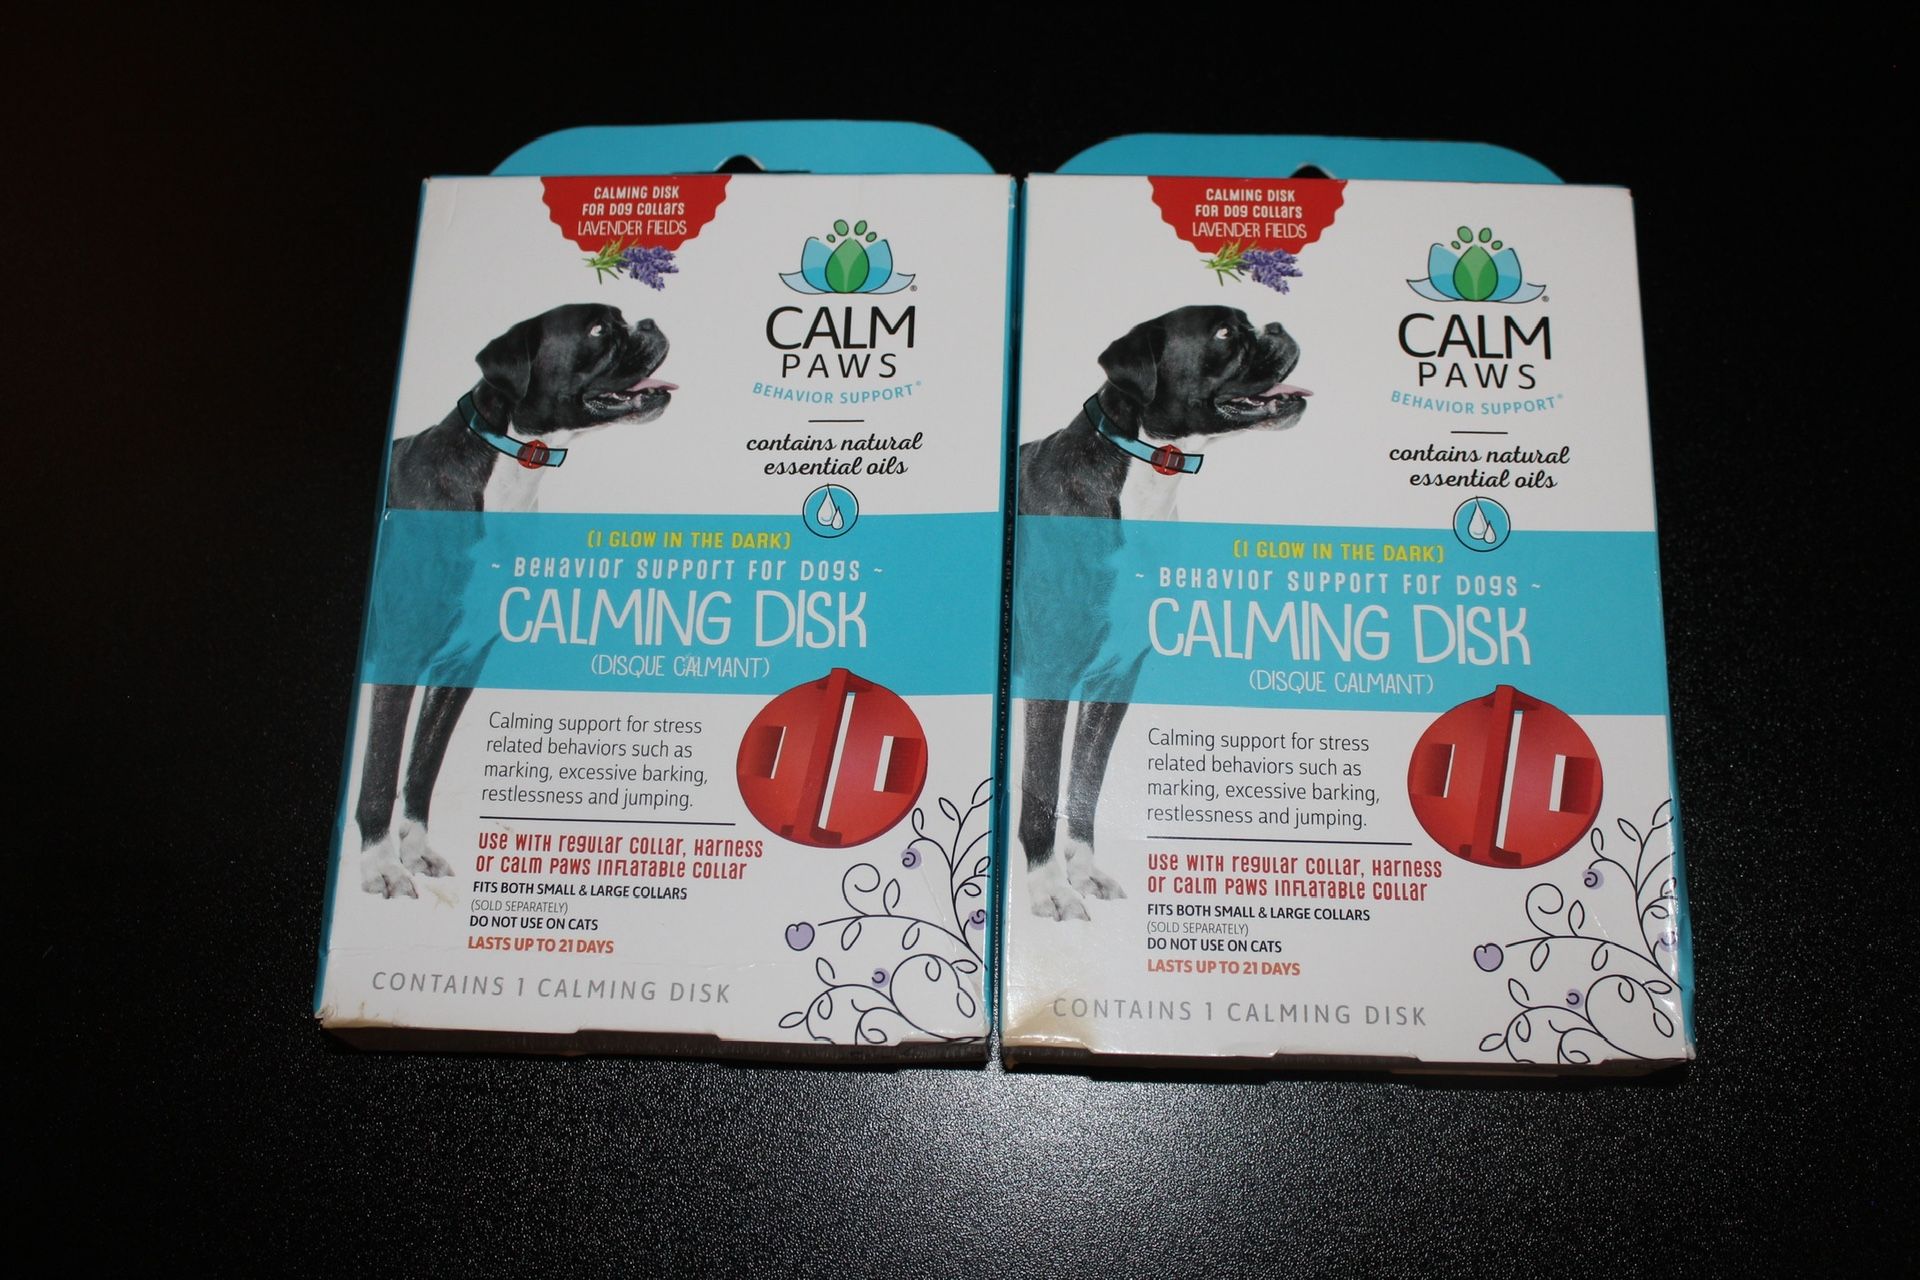 CALMING DISK
FOR DOG COLLARS
LAVENDER FIELDS
CALM
PAWS
BEHAVIOR SUPPORT®
contains natural
essential oils
(I GLOW IN THE DARK)
~ BEHAVIOR SUPPORT FOR DOGS ~
CALMING DISK
(DISQUE CALMANT)
Calming support for stress
related behaviors such as
marking, excessive barking,
restlessness and jumping.
USE WITH REGULAR COLLAR, HARNESS
OR CALM PAWS INFLATABLE COLLAR
FITS BOTH SMALL & LARGE COLLARS
(SOLD SEPARATELY)
DO NOT USE ON CATS
LASTS UP TO 21 DAYS
CONTAINS 1 CALMING DISK
CALMING DISK
FOR DOG COLLARS
LAVENDER FIELDS
CALM
PAWS
BEHAVIOR SUPPORT®
contains natural
essential oils
(I GLOW IN THE DARK)
~ BEHAVIOR SUPPORT FOR DOGS ~
CALMING DISK
(DISQUE CALMANT)
Calming support for stress
related behaviors such as
marking, excessive barking,
restlessness and jumping.
USE WITH REGULAR COLLAR, HARNESS
OR CALM PAWS INFLATABLE COLLAR
FITS BOTH SMALL & LARGE COLLARS
(SOLD SEPARATELY)
DO NOT USE ON CATS
LASTS UP TO 21 DAYS
CONTAINS 1 CALMING DISK